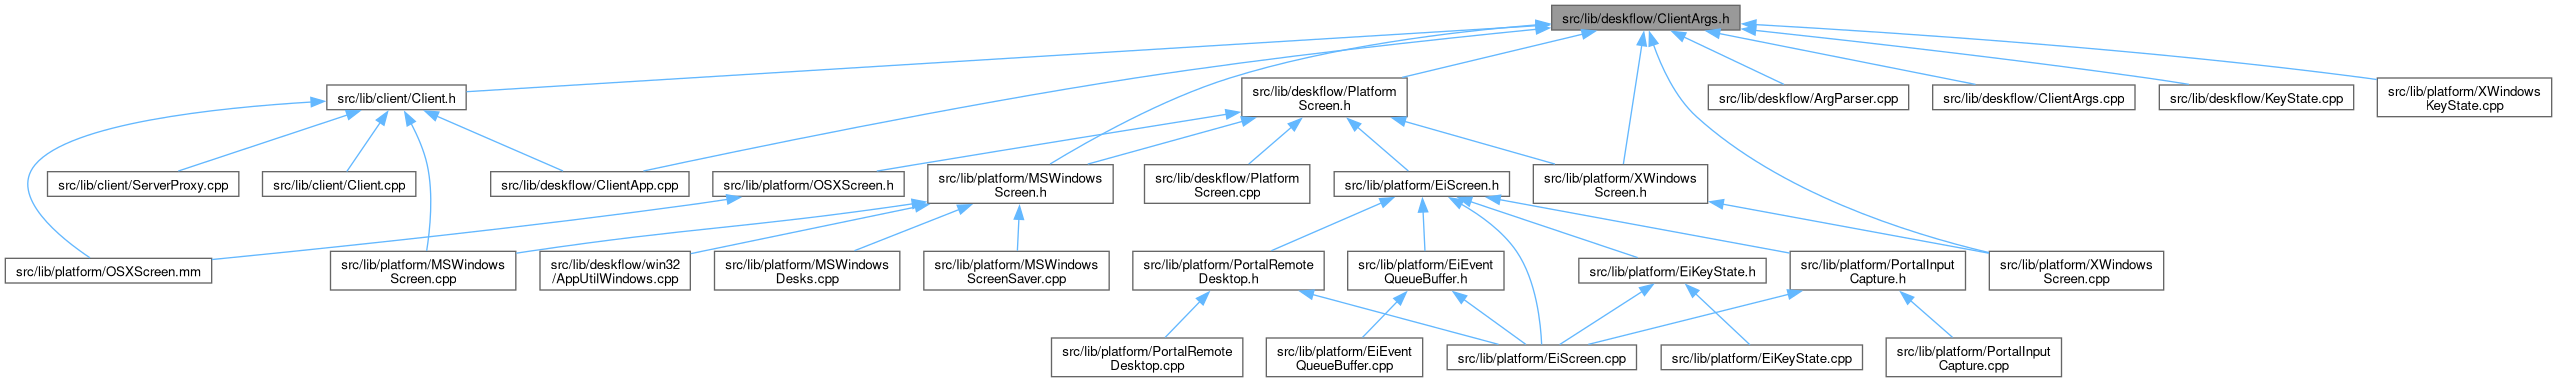 src/lib/deskflow/ClientArgs.h
src/lib/client/Client.h
src/lib/deskflow/Platform
Screen.h
src/lib/deskflow/ArgParser.cpp
src/lib/deskflow/ClientArgs.cpp
src/lib/deskflow/KeyState.cpp
src/lib/platform/XWindows
KeyState.cpp
src/lib/client/ServerProxy.cpp
src/lib/client/Client.cpp
src/lib/deskflow/ClientApp.cpp
src/lib/platform/OSXScreen.h
src/lib/platform/MSWindows
Screen.h
src/lib/deskflow/Platform
Screen.cpp
src/lib/platform/EiScreen.h
src/lib/platform/XWindows
Screen.h
src/lib/platform/OSXScreen.mm
src/lib/platform/MSWindows
Screen.cpp
src/lib/deskflow/win32
/AppUtilWindows.cpp
src/lib/platform/MSWindows
Desks.cpp
src/lib/platform/MSWindows
ScreenSaver.cpp
src/lib/platform/PortalRemote
Desktop.h
src/lib/platform/EiEvent
QueueBuffer.h
src/lib/platform/EiKeyState.h
src/lib/platform/PortalInput
Capture.h
src/lib/platform/XWindows
Screen.cpp
src/lib/platform/PortalRemote
Desktop.cpp
src/lib/platform/EiEvent
QueueBuffer.cpp
src/lib/platform/EiScreen.cpp
src/lib/platform/EiKeyState.cpp
src/lib/platform/PortalInput
Capture.cpp